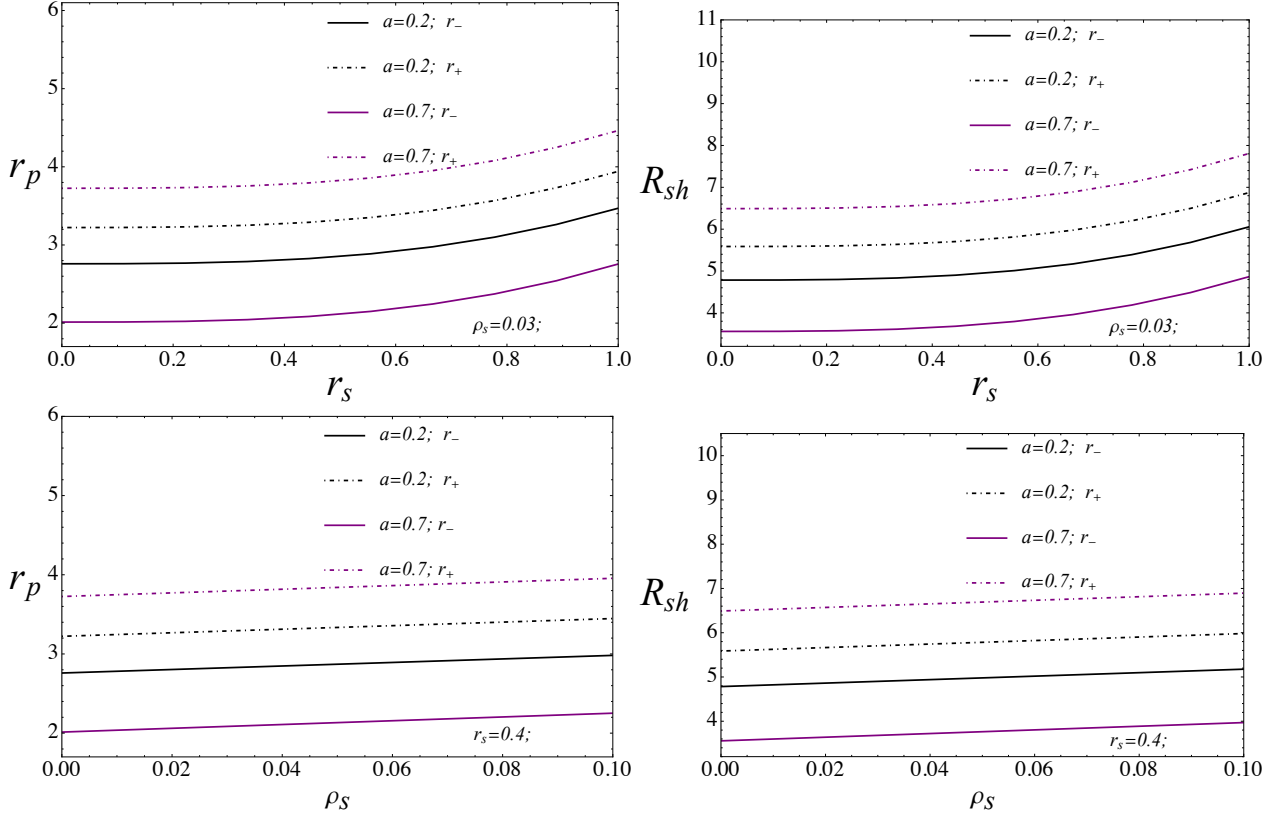 6
5
4
3
2
r_p
a=0.2; r_−
a=0.2; r_+
a=0.7; r_−
a=0.7; r_+
ρ_s=0.03;
0.0 0.2 0.4 0.6 0.8 1.0
r_s
11
10
9
8
7
6
5
4
R_sh
a=0.2; r_−
a=0.2; r_+
a=0.7; r_−
a=0.7; r_+
ρ_s=0.03;
0.0 0.2 0.4 0.6 0.8 1.0
r_s
6
5
4
3
2
r_p
a=0.2; r_−
a=0.2; r_+
a=0.7; r_−
a=0.7; r_+
r_s=0.4;
0.00 0.02 0.04 0.06 0.08 0.10
ρ_s
10
9
8
7
6
5
4
R_sh
a=0.2; r_−
a=0.2; r_+
a=0.7; r_−
a=0.7; r_+
r_s=0.4;
0.00 0.02 0.04 0.06 0.08 0.10
ρ_s